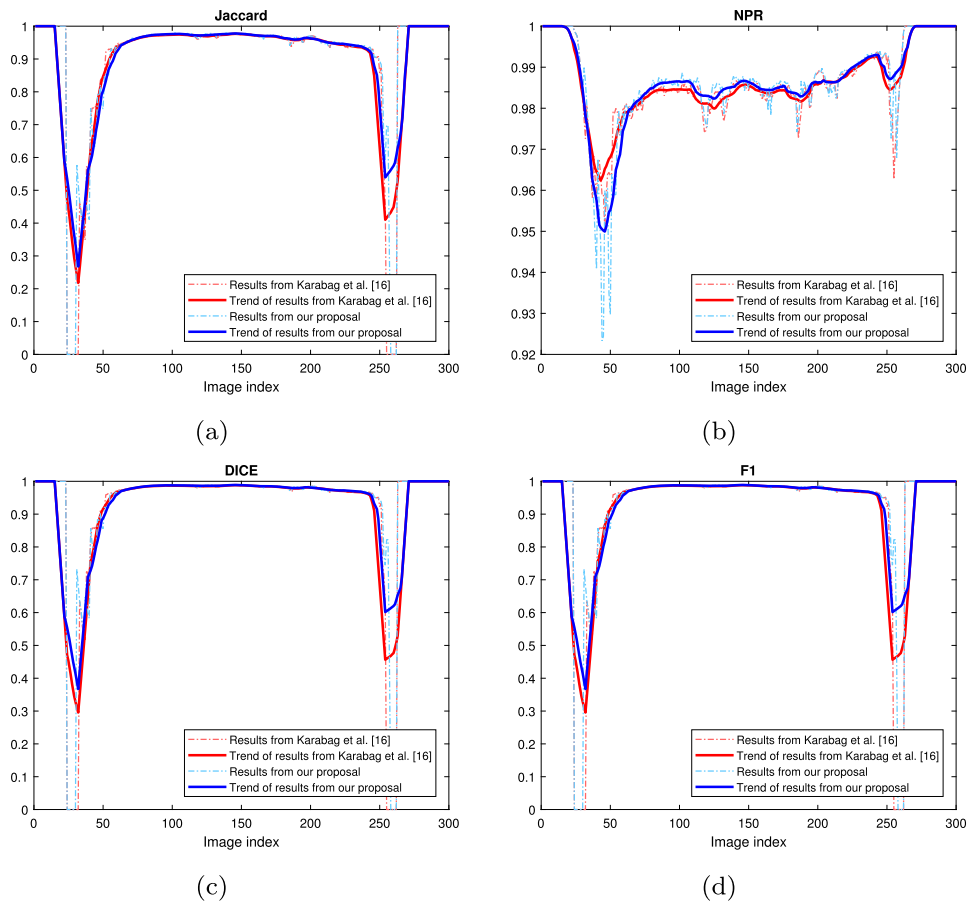 Jaccard
1
0.9
0.8
0.7
0.6
0.5
0.4
0.3
0.2
0.1
0
Results from Karabag et al. [16]
Trend of results from Karabag et al. [16]
Results from our proposal
Trend of results from our proposal
0 50 100 150 200 250 300
Image index
(a)
NPR
1
0.99
0.98
0.97
0.96
0.95
0.94
0.93
0.92
Results from Karabag et al. [16]
Trend of results from Karabag et al. [16]
Results from our proposal
Trend of results from our proposal
0 50 100 150 200 250 300
Image index
(b)
DICE
1
0.9
0.8
0.7
0.6
0.5
0.4
0.3
0.2
0.1
0
Results from Karabag et al. [16]
Trend of results from Karabag et al. [16]
Results from our proposal
Trend of results from our proposal
0 50 100 150 200 250 300
Image index
(c)
F1
1
0.9
0.8
0.7
0.6
0.5
0.4
0.3
0.2
0.1
0
Results from Karabag et al. [16]
Trend of results from Karabag et al. [16]
Results from our proposal
Trend of results from our proposal
0 50 100 150 200 250 300
Image index
(d)